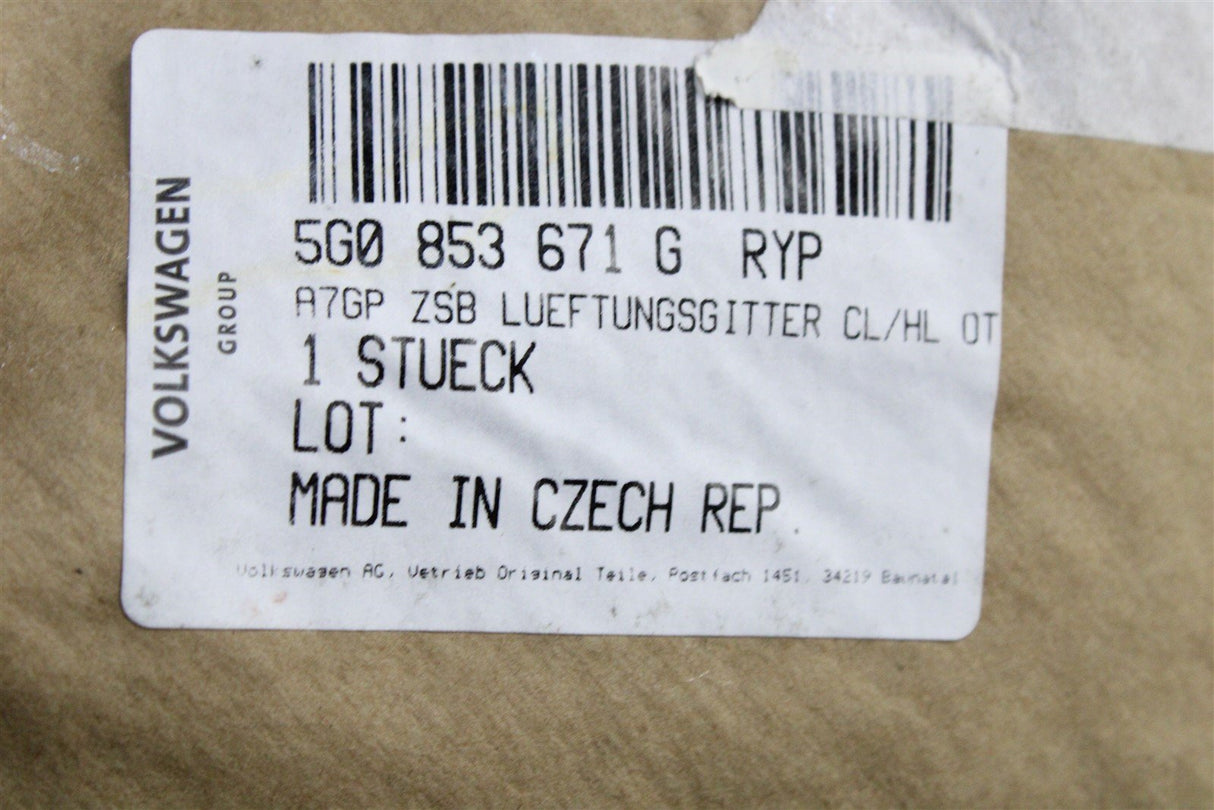 VOLKSWAGEN
GROUP
5G0 853 671 G RYP
A7GP ZSB LUEFTUNGSGITTER CL/HL OT
1 STUECK
LOT:
MADE IN CZECH REP.
Volkswagen AG, Vetrieb Original Teile, Postfach 1451, 34219 Baunatal